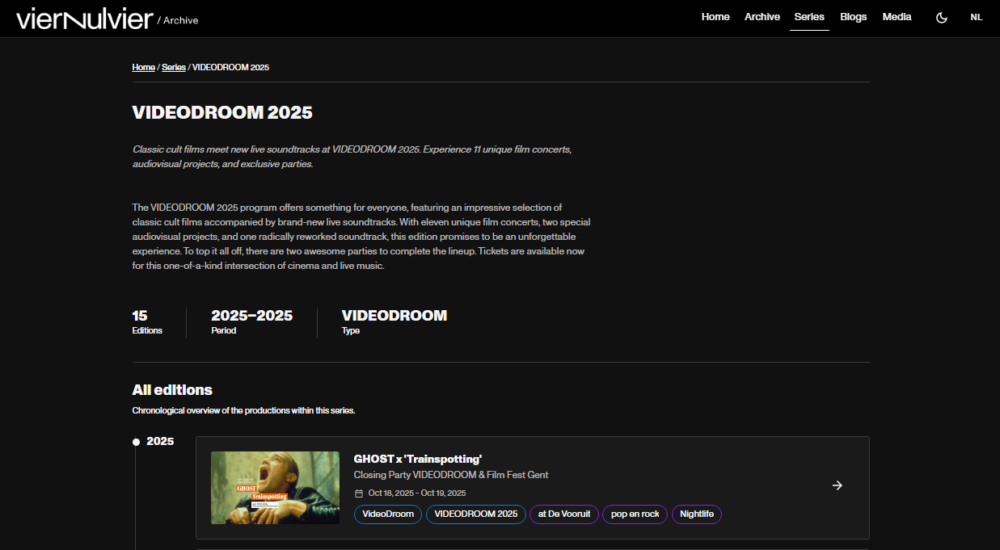 viernulvier / Archive
Home Archive Series Blogs Media NL
Home / Series / VIDEODROOM 2025
VIDEODROOM 2025
Classic cult films meet new live soundtracks at VIDEODROOM 2025. Experience 11 unique film concerts,
audiovisual projects, and exclusive parties.
The VIDEODROOM 2025 program offers something for everyone, featuring an impressive selection of
classic cult films accompanied by brand-new live soundtracks. With eleven unique film concerts, two special
audiovisual projects, and one radically reworked soundtrack, this edition promises to be an unforgettable
experience. To top it all off, there are two awesome parties to complete the lineup. Tickets are available now
for this one-of-a-kind intersection of cinema and live music.
15 2025–2025 VIDEODROOM
Editions Period Type
All editions
Chronological overview of the productions within this series.
2025
GHOST x 'Trainspotting'
Closing Party VIDEODROOM & Film Fest Gent
Oct 18, 2025 - Oct 19, 2025
VideoDroom VIDEODROOM 2025 at De Vooruit pop en rock Nightlife
GHOST
Trainspotting